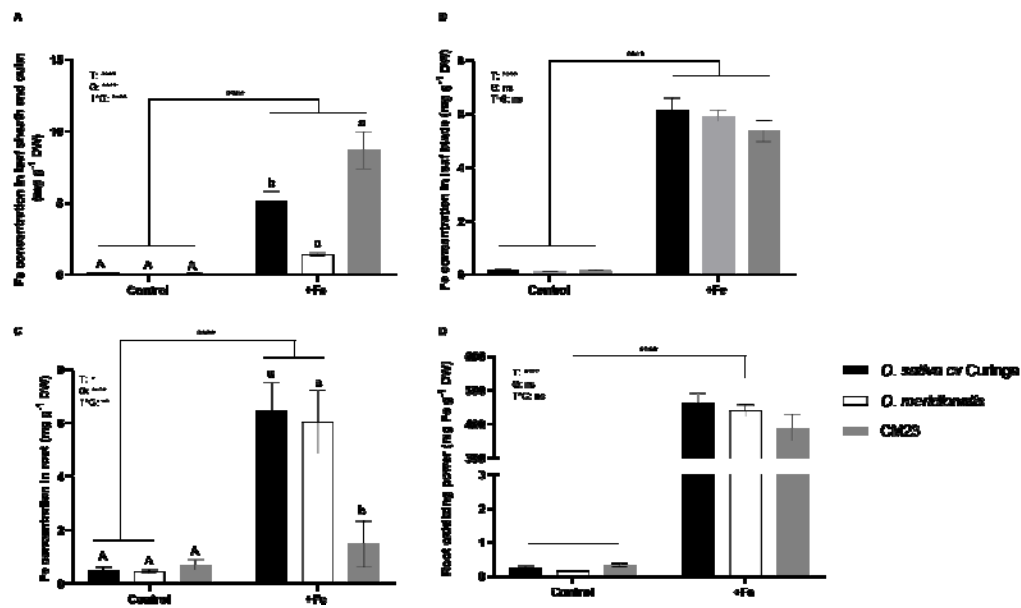 A
Fe concentration in leaf sheath and culm
(mg g⁻¹ DW)
15
10
5
0
T: ****
G: ****
T*G: ****
****
A
A
A
b
c
a
Control
+Fe
B
Fe concentration in leaf blade (mg g⁻¹ DW)
8
6
4
2
0
T: ****
G: ns
T*G: ns
****
Control
+Fe
C
Fe concentration in root (mg g⁻¹ DW)
8
6
4
2
0
T: *
G: ****
****
A
A
A
a
a
b
Control
+Fe
D
Root oxidizing power (mg Fe g⁻¹ DW)
600
500
400
300
3
2
1
0
T: ****
G: ns
T*G: ns
****
Control
+Fe
O. sativa cv Curinga
O. meridionalis
CM23